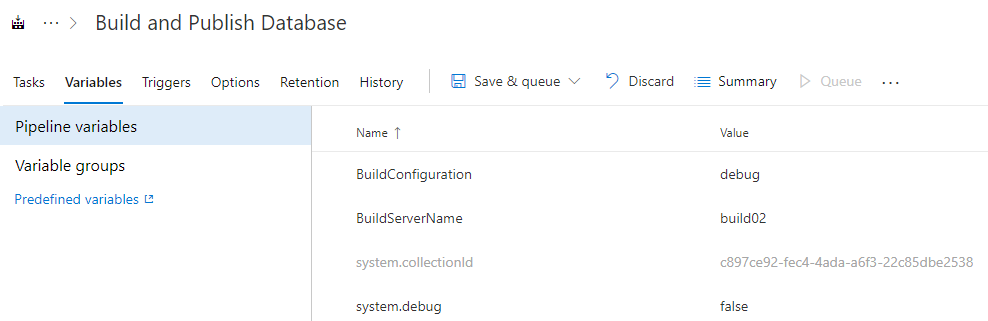 ··· > Build and Publish Database
Tasks Variables Triggers Options Retention History Save & queue Discard Summary Queue ···
Pipeline variables
Variable groups
Predefined variables
Name ↑ Value
BuildConfiguration debug
BuildServerName build02
system.collectionId c897ce92-fec4-4ada-a6f3-22c85dbe2538
system.debug false